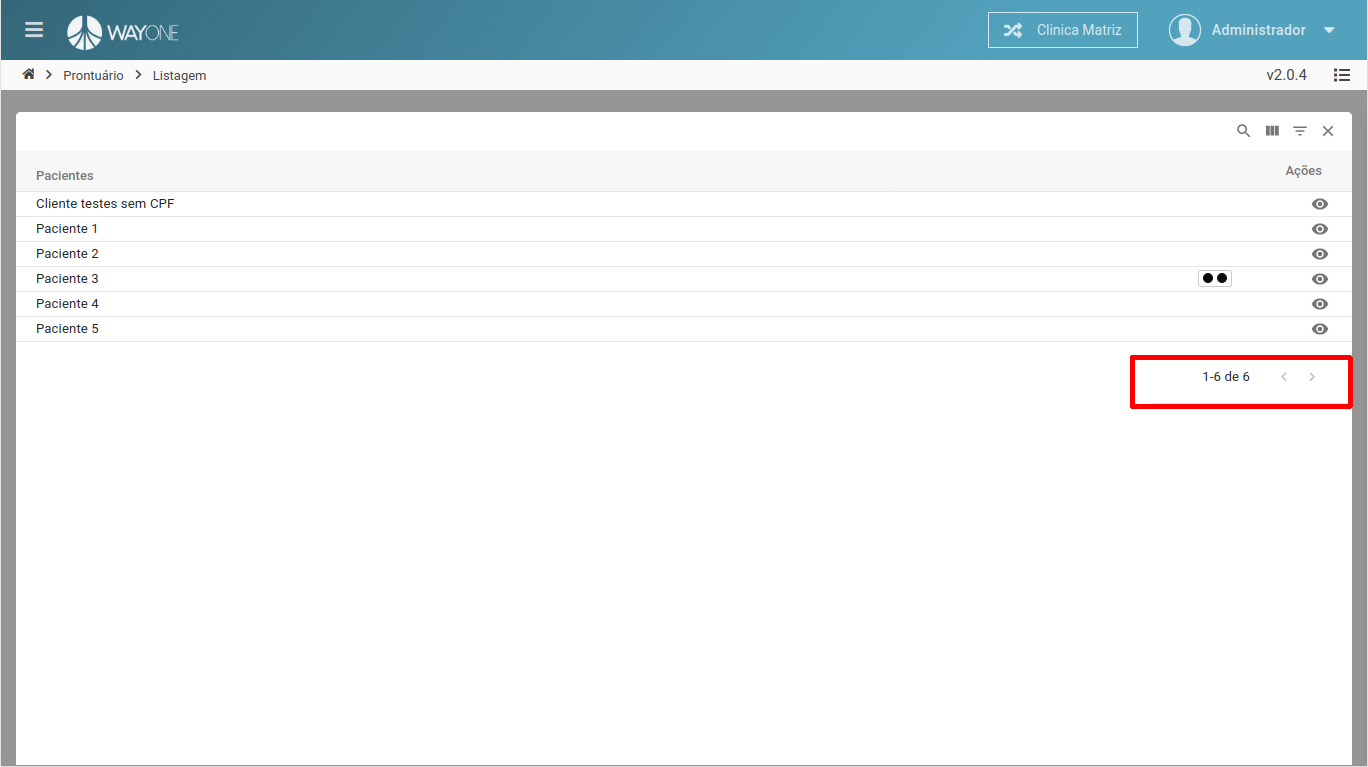 WAYONE
Clinica Matriz
Administrador
Prontuário
Listagem
v2.0.4
Pacientes
Ações
Cliente testes sem CPF
Paciente 1
Paciente 2
Paciente 3
Paciente 4
Paciente 5
1-6 de 6